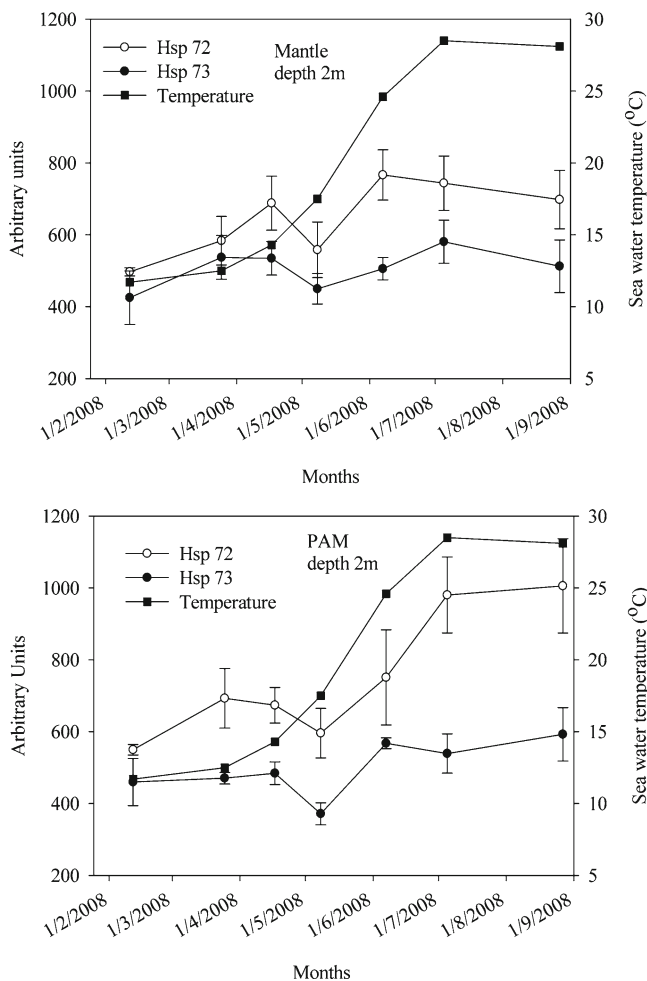 1200
1000
800
600
400
200
Arbitrary units
Hsp 72
Hsp 73
Temperature
Mantle
depth 2m
30
25
20
15
10
5
Sea water temperature (°C)
1/2/2008
1/3/2008
1/4/2008
1/5/2008
1/6/2008
1/7/2008
1/8/2008
1/9/2008
Months
1200
1000
800
600
400
200
Arbitrary Units
Hsp 72
Hsp 73
Temperature
PAM
depth 2m
30
25
20
15
10
5
Sea water temperature (°C)
1/2/2008
1/3/2008
1/4/2008
1/5/2008
1/6/2008
1/7/2008
1/8/2008
1/9/2008
Months